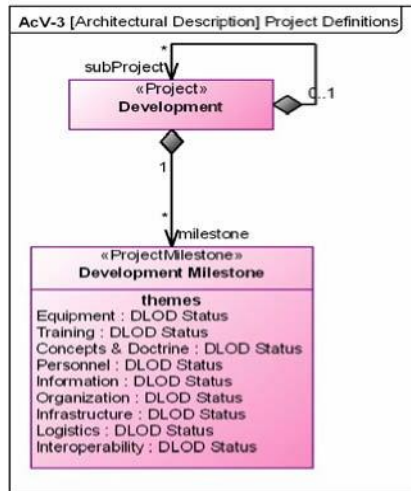 AcV-3 [Architectural Description] Project Definitions
*
subProject
«Project»
Development
0..1
1
*
milestone
«ProjectMilestone»
Development Milestone
themes
Equipment : DLOD Status
Training : DLOD Status
Concepts & Doctrine : DLOD Status
Personnel : DLOD Status
Information : DLOD Status
Organization : DLOD Status
Infrastructure : DLOD Status
Logistics : DLOD Status
Interoperability : DLOD Status